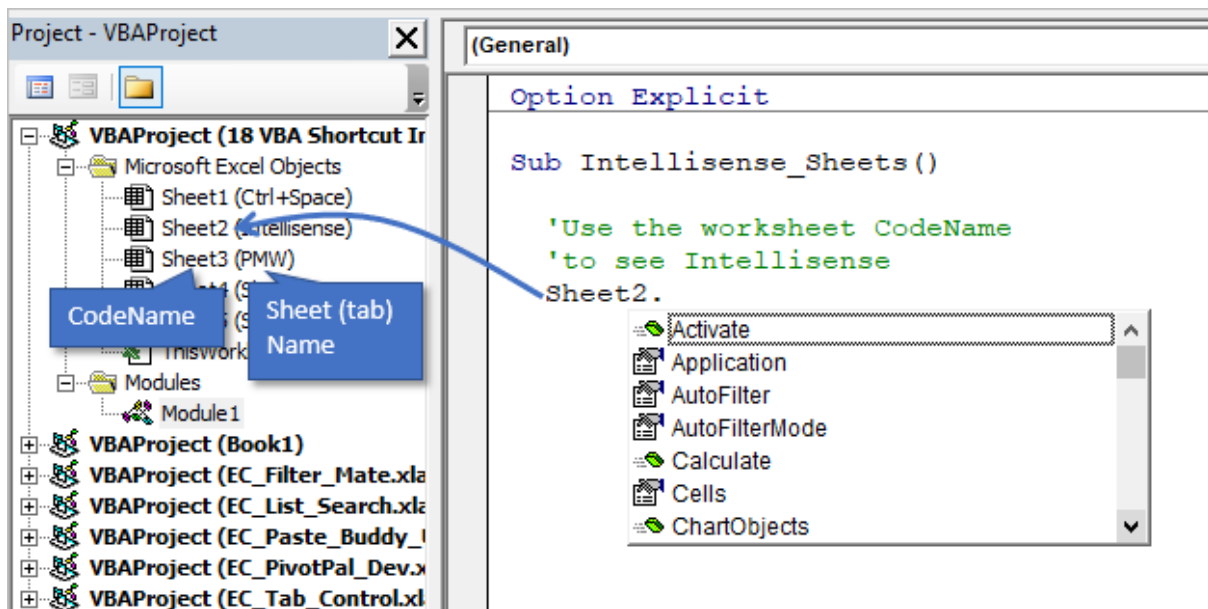 Project - VBAProject
VBAProject (18 VBA Shortcut
Microsoft Excel Objects
Sheet1 (Ctrl+Space)
Sheet2 (Intellisense)
Sheet3 (PMW)
CodeName
Sheet (tab)
Name
Modules
Module1
VBAProject (Book1)
VBAProject (EC_Filter_Mate.xla
VBAProject (EC_List_Search.xla
VBAProject (EC_Paste_Buddy_
VBAProject (EC_PivotPal_Dev.x
VBAProject (EC_Tab_Control.xl
(General)
Option Explicit
Sub Intellisense_Sheets()
'Use the worksheet CodeName
'to see Intellisense
Sheet2.
Activate
Application
AutoFilter
AutoFilterMode
Calculate
Cells
ChartObjects